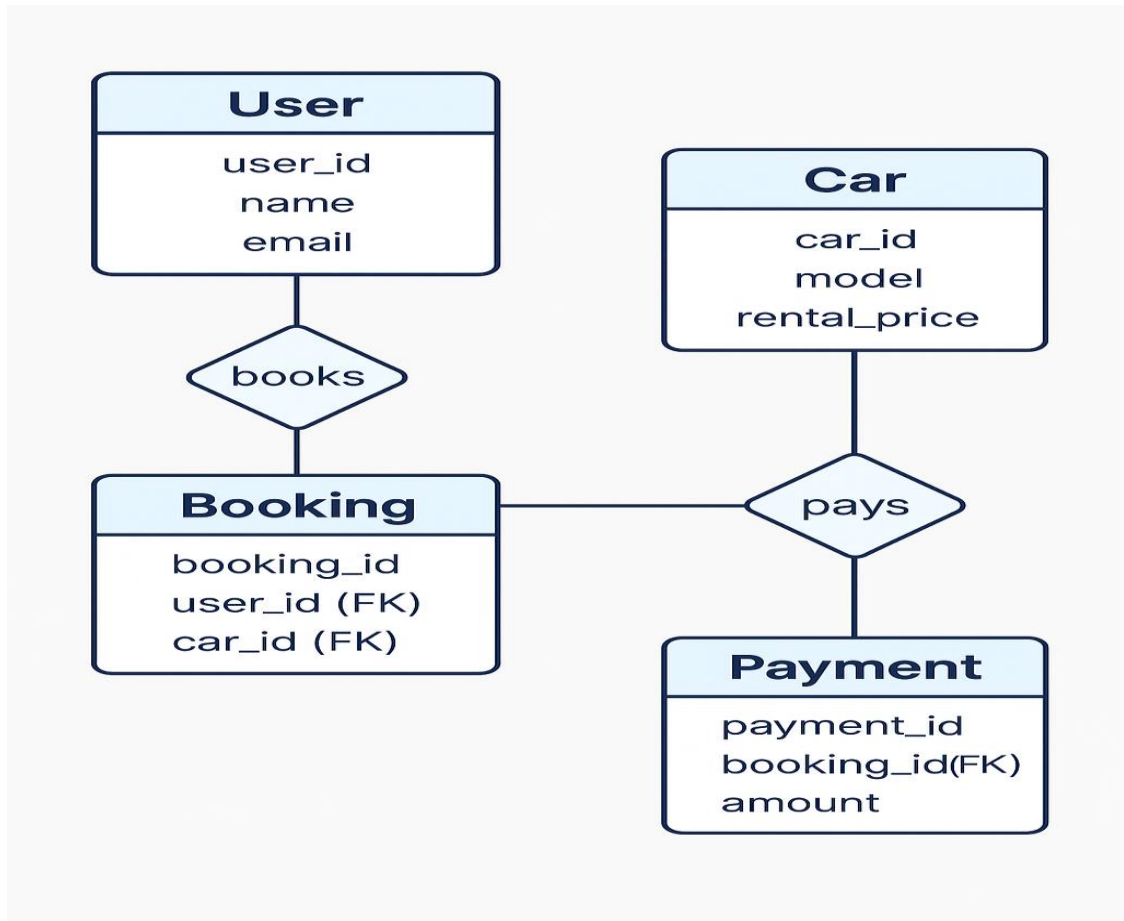 User
user_id
name
email
books
Booking
booking_id
user_id (FK)
car_id (FK)
Car
car_id
model
rental_price
pays
Payment
payment_id
booking_id(FK)
amount